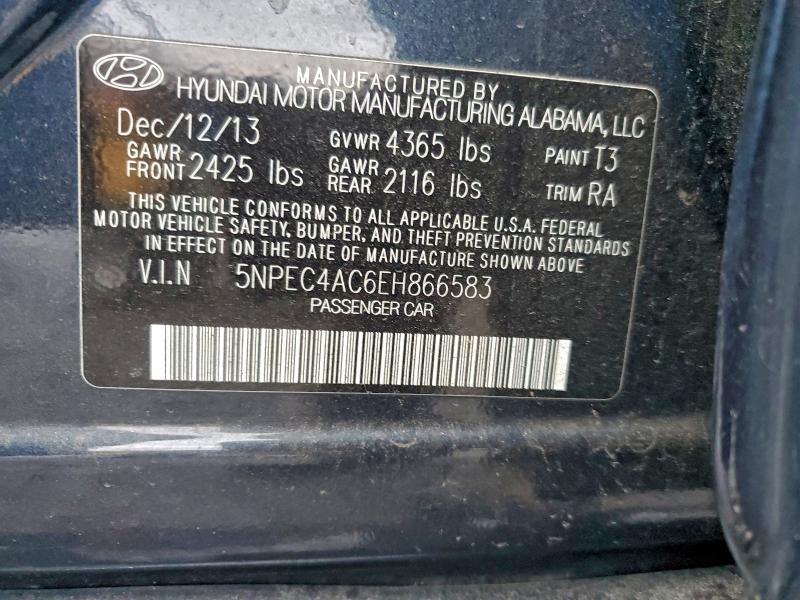 MANUFACTURED BY
HYUNDAI MOTOR MANUFACTURING ALABAMA, LLC
Dec/12/13 GVWR 4365 lbs PAINT T3
GAWR FRONT 2425 lbs GAWR REAR 2116 lbs TRIM RA
THIS VEHICLE CONFORMS TO ALL APPLICABLE U.S.A. FEDERAL
MOTOR VEHICLE SAFETY, BUMPER, AND THEFT PREVENTION STANDARDS
IN EFFECT ON THE DATE OF MANUFACTURE SHOWN ABOVE
V.I.N 5NPEC4AC6EH866583
PASSENGER CAR